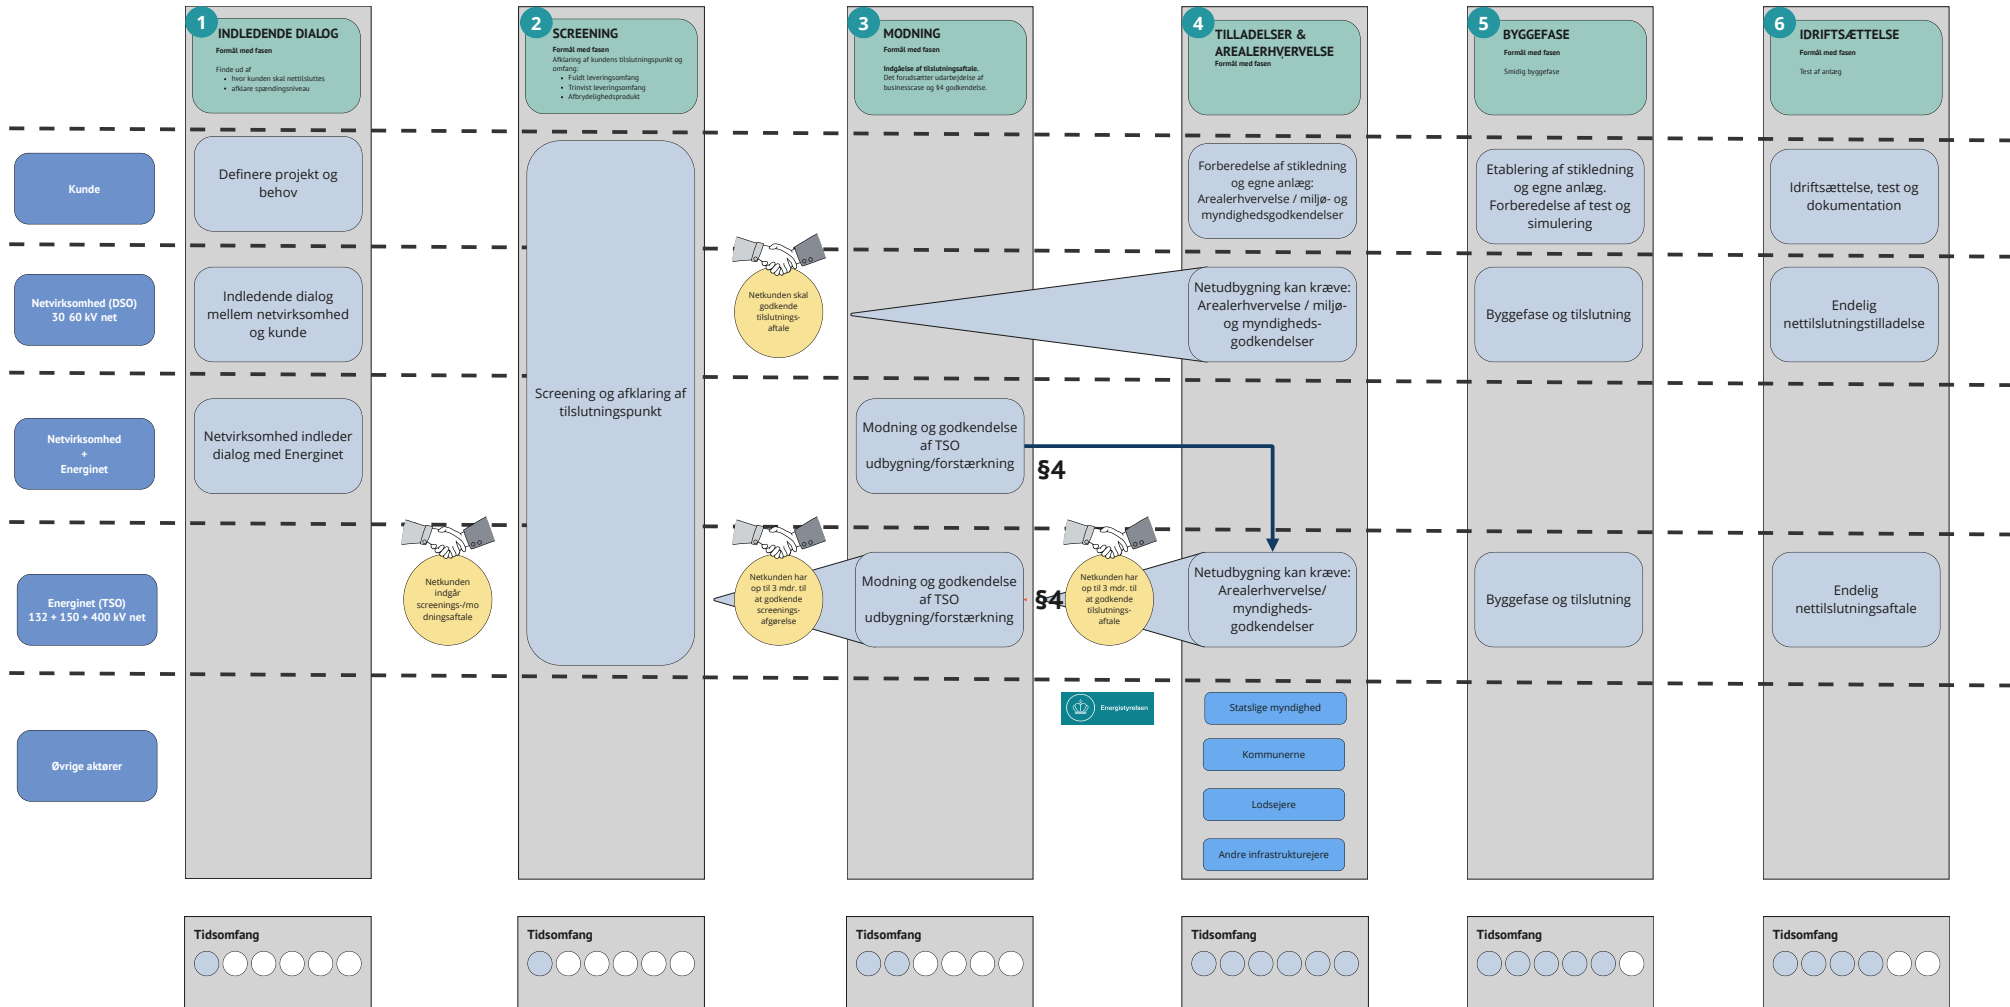 1
INDLEDENDE DIALOG
Formål med fasen
Finde ud af
• hvor kunden skal nettilsluttes
• afklare spændingsniveau
2
SCREENING
Formål med fasen
Afklaring af kundens tilslutningspunkt og
omfang:
• Fuldt leveringsomfang
• Trinvist leveringsomfang
• Afbrydelighedsprodukt
3
MODNING
Formål med fasen
Indgåelse af tilslutningsaftale.
Det forudsætter udarbejdelse af
businesscase og §4 godkendelse.
4
TILLADELSER &
AREALERHVERVELSE
Formål med fasen
5
BYGGEFASE
Formål med fasen
Smidig byggefase
6
IDRIFTSÆTTELSE
Formål med fasen
Test af anlæg
Kunde
Definere projekt og
behov
Forberedelse af stikledning
og egne anlæg:
Arealerhvervelse / miljø- og
myndighedsgodkendelser
Etablering af stikledning
og egne anlæg.
Forberedelse af test og
simulering
Idriftsættelse, test og
dokumentation
Netvirksomhed (DSO)
30 60 kV net
Indledende dialog
mellem netvirksomhed
og kunde
Netkunden skal
godkende
tilslutnings-
aftale
Netudbygning kan kræve:
Arealerhvervelse / miljø-
og myndigheds-
godkendelser
Byggefase og tilslutning
Endelig
nettilslutningstilladelse
Screening og afklaring af
tilslutningspunkt
Netvirksomhed
+
Energinet
Netvirksomhed indleder
dialog med Energinet
Modning og godkendelse
af TSO
udbygning/forstærkning
§4
Energinet (TSO)
132 + 150 + 400 kV net
Netkunden
indgår
screenings-/mo
dningsaftale
Netkunden har
op til 3 mdr. til
at godkende
screenings-
afgørelse
Modning og godkendelse
af TSO
udbygning/forstærkning
§4
Netkunden har
op til 3 mdr. til
at godkende
tilslutnings-
aftale
Netudbygning kan kræve:
Arealerhvervelse/
myndigheds-
godkendelser
Byggefase og tilslutning
Endelig
nettilslutningsaftale
Øvrige aktører
Energistyrelsen
Statslige myndighed
Kommunerne
Lodsejere
Andre infrastrukturejere
Tidsomfang
Tidsomfang
Tidsomfang
Tidsomfang
Tidsomfang
Tidsomfang